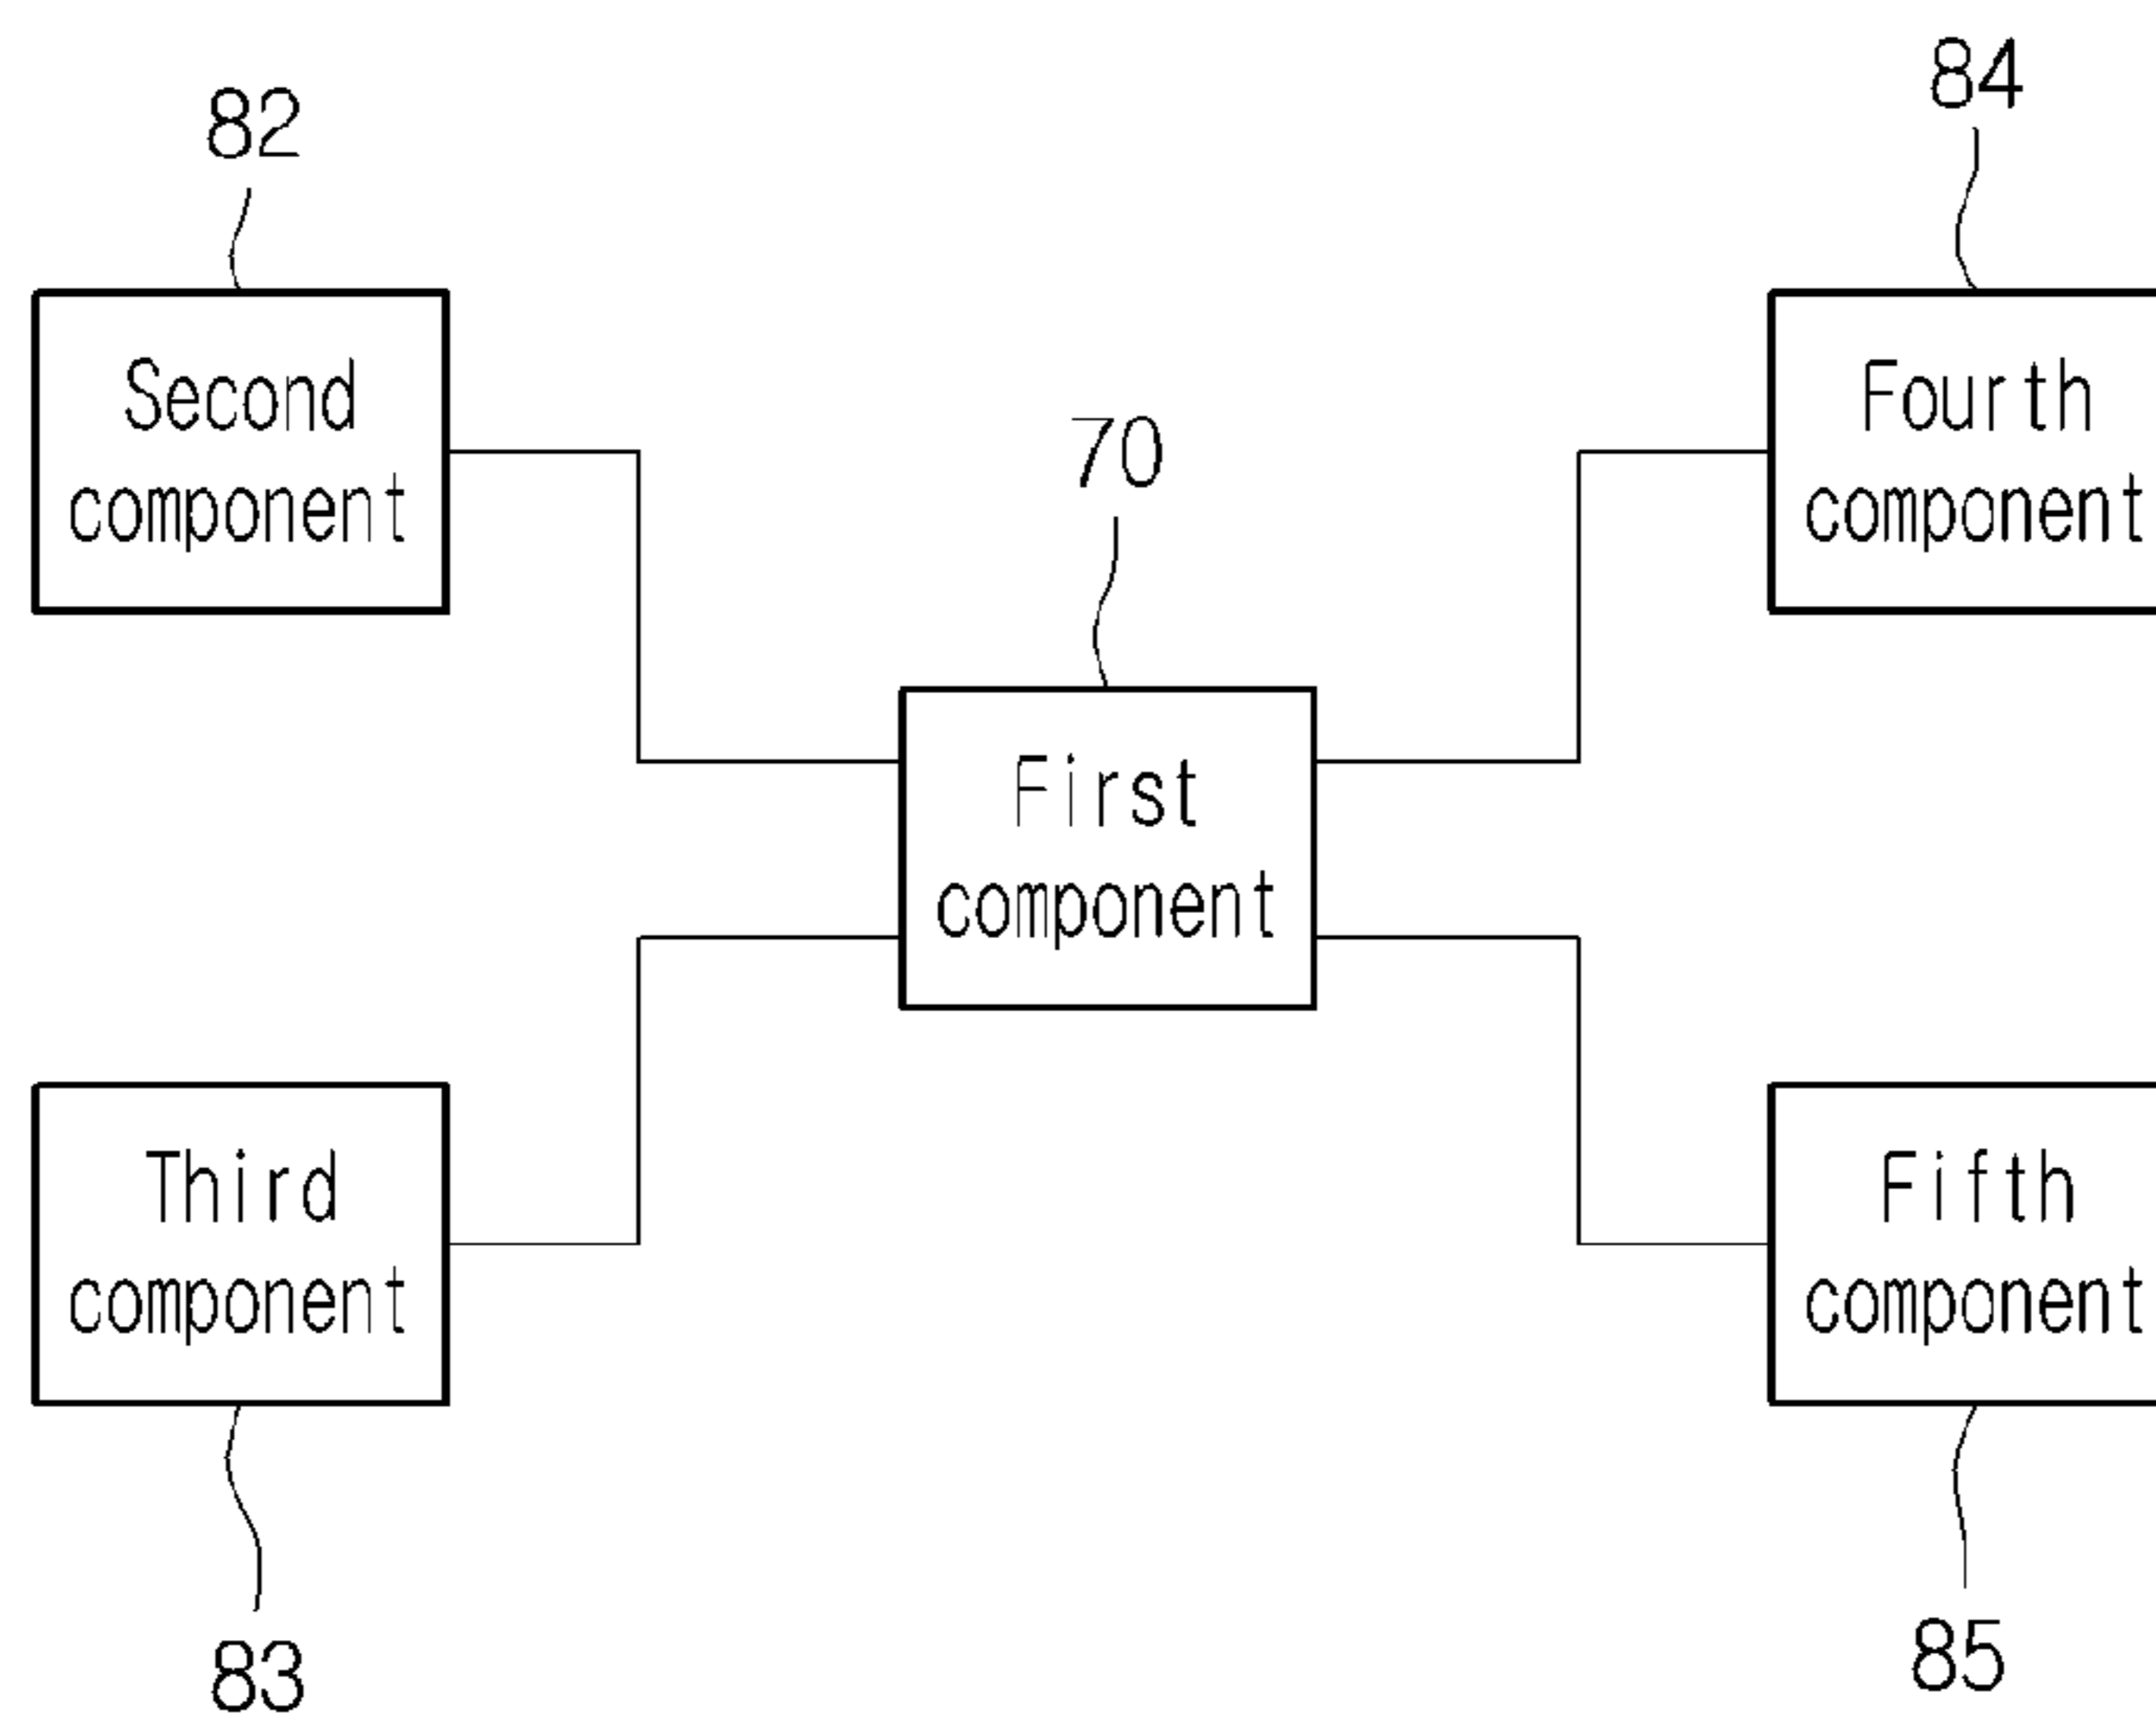 82
84
Second
component
Fourth
component
70
First
component
Third
component
Fifth
component
83
85